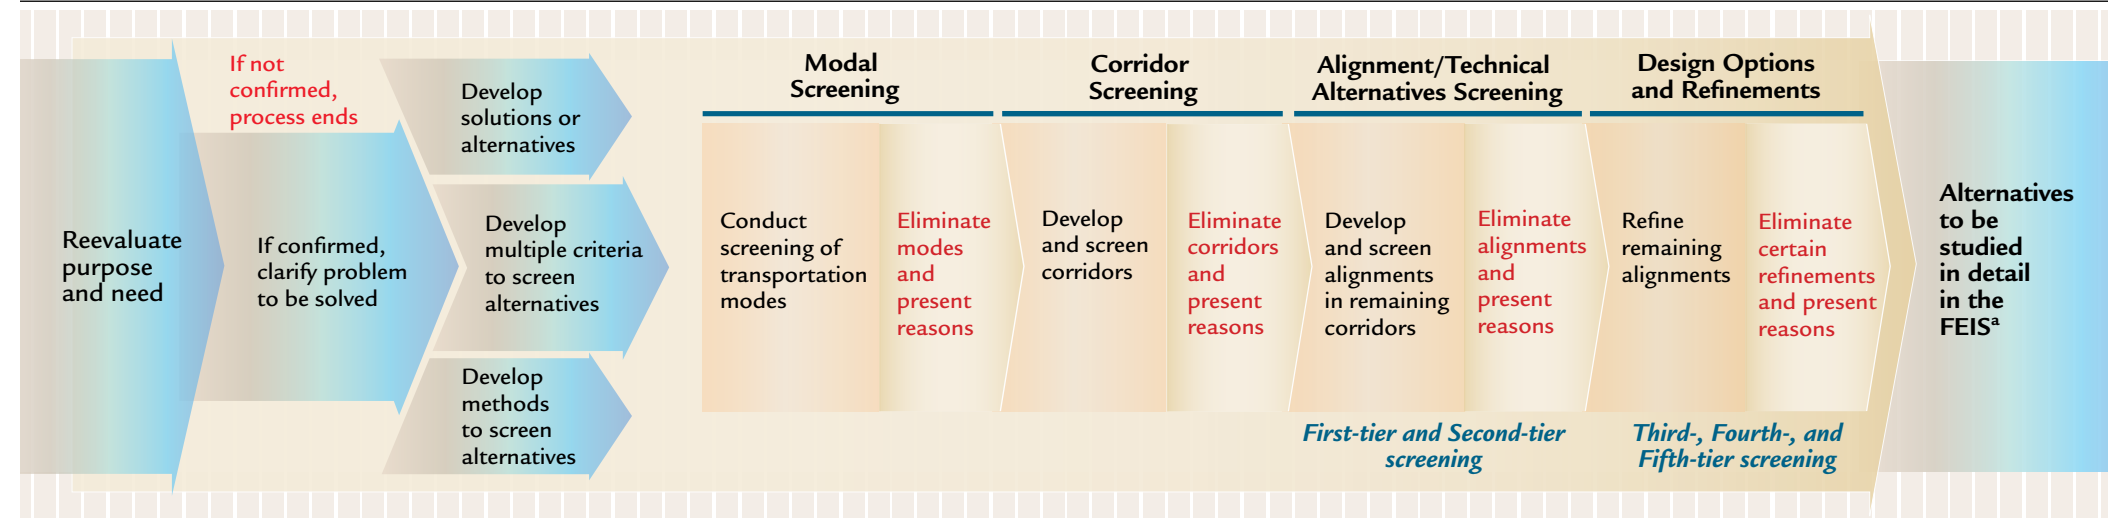 Reevaluate
purpose
and need
If not
confirmed,
process ends
If confirmed,
clarify problem
to be solved
Develop
solutions or
alternatives
Develop
multiple criteria
to screen
alternatives
Develop
methods
to screen
alternatives
Modal
Screening
Conduct
screening of
transportation
modes
Eliminate
modes
and
present
reasons
Corridor
Screening
Develop
and screen
corridors
Eliminate
corridors
and
present
reasons
Alignment/Technical
Alternatives Screening
Develop
and screen
alignments
in remaining
corridors
Eliminate
alignments
and
present
reasons
First-tier and Second-tier
screening
Design Options
and Refinements
Refine
remaining
alignments
Eliminate
certain
refinements
and present
reasons
Third-, Fourth-, and
Fifth-tier screening
Alternatives
to be
studied
in detail
in the
FEISª